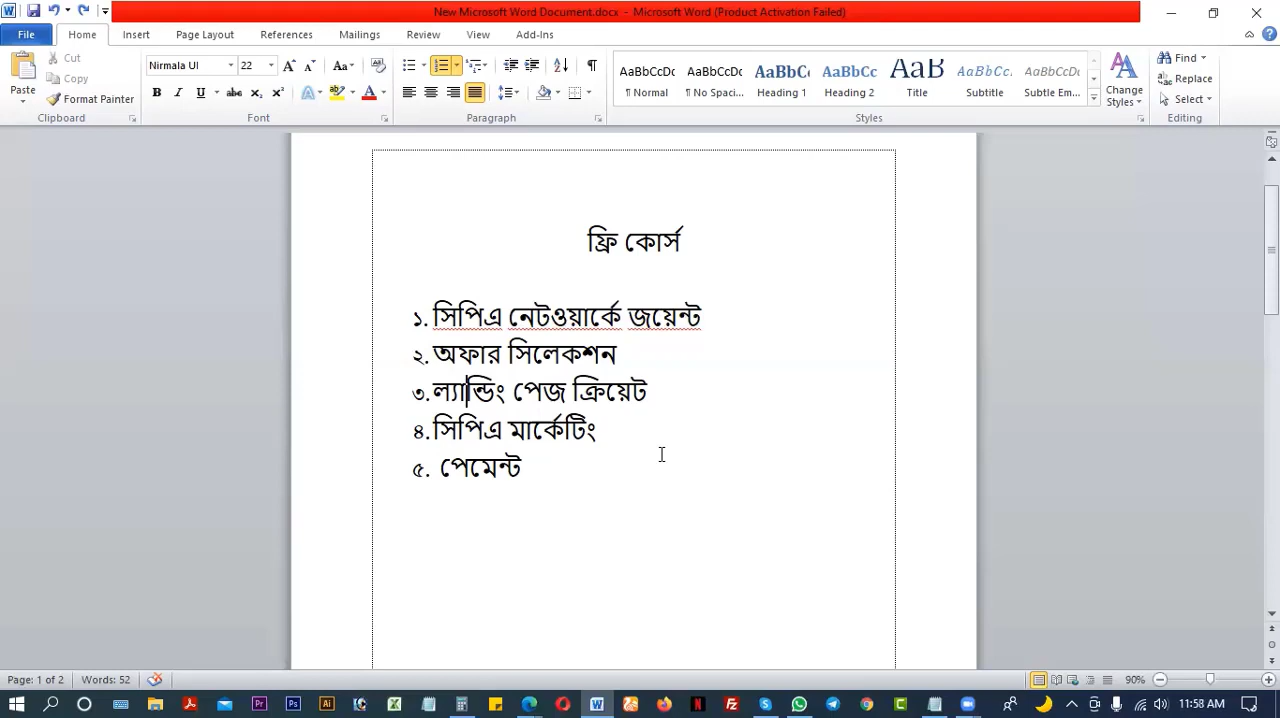 New Microsoft Word Document.docx - Microsoft Word (Product Activation Failed)
File Home Insert Page Layout References Mailings Review View Add-Ins
Paste Cut Copy Format Painter Clipboard
Nirmala UI 22 Font
Paragraph
AaBbCcDc ¶ Normal AaBbCcDc ¶ No Spaci... AaBbCc Heading 1 AaBbCc Heading 2 AaB Title AaBbCcL Subtitle AaBbCcDc Subtle Em... Change Styles Styles
Find Replace Select Editing
ফ্রি কোর্স
১. সিপিএ নেটওয়ার্কে জয়েন্ট
২. অফার সিলেকশন
৩. ল্যান্ডিং পেজ ক্রিয়েট
৪. সিপিএ মার্কেটিং
৫. পেমেন্ট
Page: 1 of 2 Words: 52 90%
11:58 AM